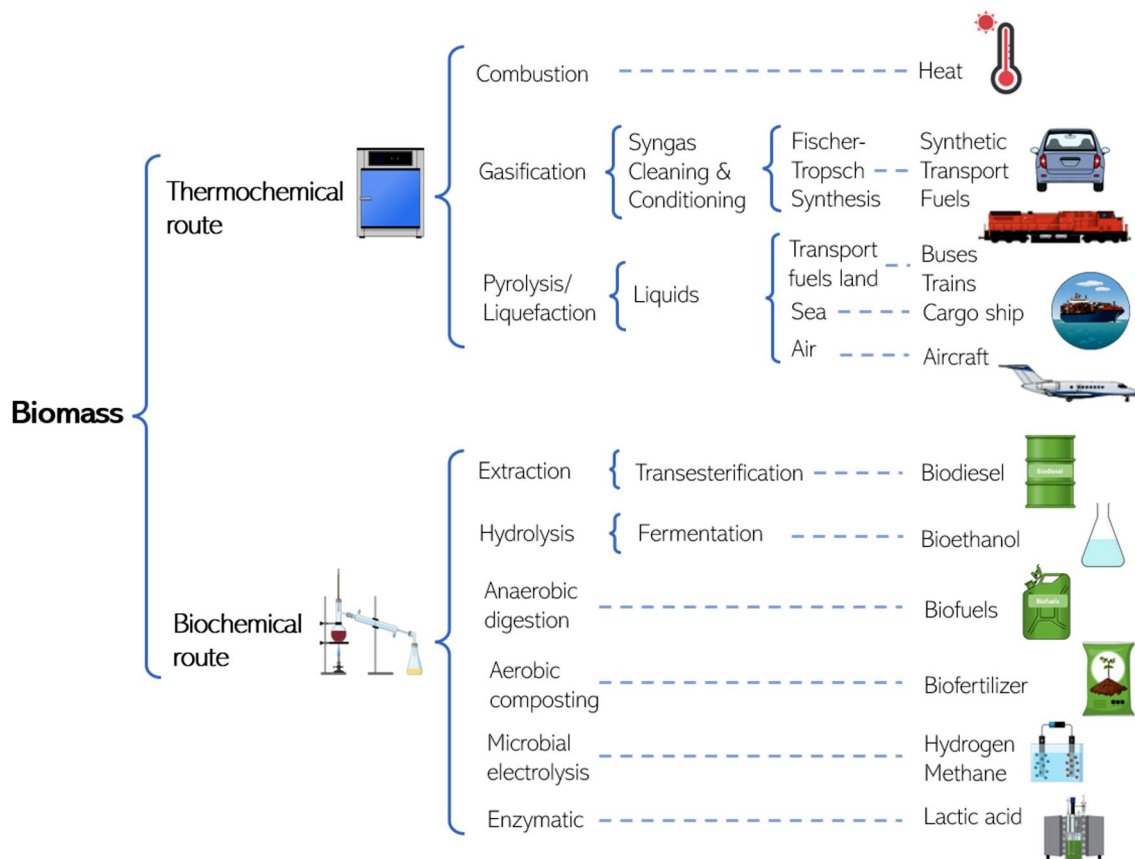 Biomass
Thermochemical
route
Combustion
Heat
Gasification
Syngas
Cleaning &
Conditioning
Fischer-
Tropsch
Synthesis
Synthetic
Transport
Fuels
Pyrolysis/
Liquefaction
Liquids
Transport
fuels land
Buses
Trains
Sea
Cargo ship
Air
Aircraft
Biochemical
route
Extraction
Transesterification
Biodiesel
Biodiesel
Hydrolysis
Fermentation
Bioethanol
Anaerobic
digestion
Biofuels
Biofuels
Aerobic
composting
Biofertilizer
Microbial
electrolysis
Hydrogen
Methane
Enzymatic
Lactic acid